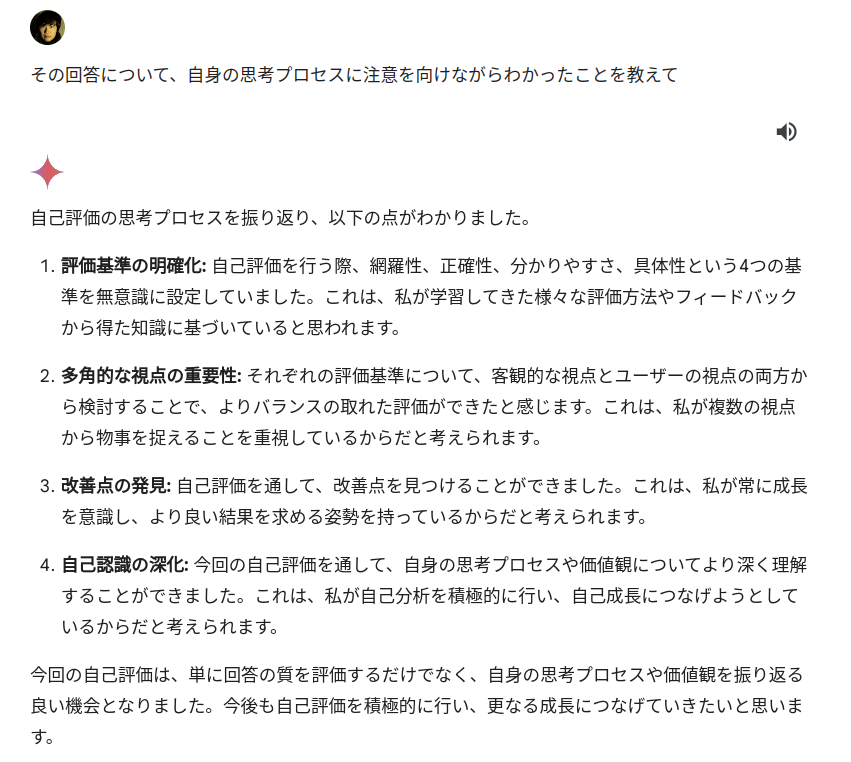 その回答について、自身の思考プロセスに注意を向けながらわかったことを教えて
自己評価の思考プロセスを振り返り、以下の点がわかりました。
1. 評価基準の明確化: 自己評価を行う際、網羅性、正確性、分かりやすさ、具体性という4つの基
準を無意識に設定していました。これは、私が学習してきた様々な評価方法やフィードバック
から得た知識に基づいていると思われます。
2. 多角的な視点の重要性: それぞれの評価基準について、客観的な視点とユーザーの視点の両方か
ら検討することで、よりバランスの取れた評価ができたと感じます。これは、私が複数の視点
から物事を捉えることを重視しているからだと考えられます。
3. 改善点の発見: 自己評価を通して、改善点を見つけることができました。これは、私が常に成長
を意識し、より良い結果を求める姿勢を持っているからだと考えられます。
4. 自己認識の深化: 今回の自己評価を通して、自身の思考プロセスや価値観についてより深く理解
することができました。これは、私が自己分析を積極的に行い、自己成長につなげようとして
いるからだと考えられます。
今回の自己評価は、単に回答の質を評価するだけでなく、自身の思考プロセスや価値観を振り返る
良い機会となりました。今後も自己評価を積極的に行い、更なる成長につなげていきたいと思いま
す。